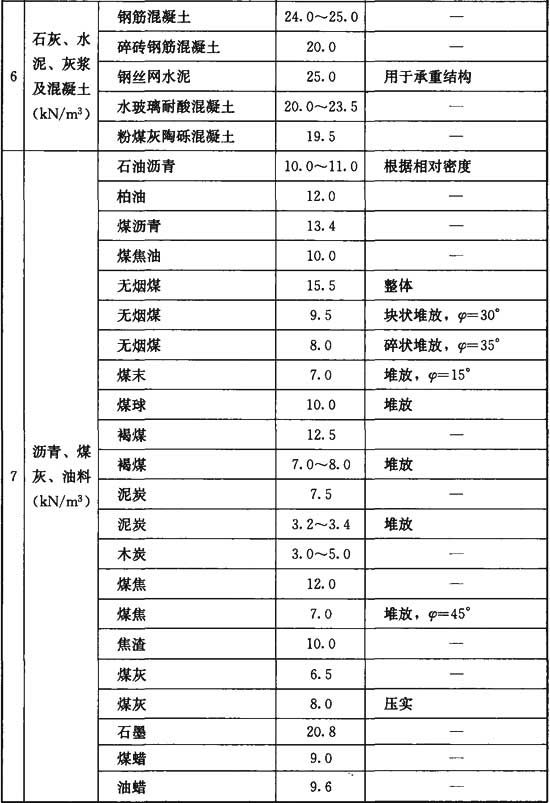 6
石灰、水
泥、灰浆
及混凝土
（kN/m³）
钢筋混凝土 24.0～25.0 —
碎砖钢筋混凝土 20.0 —
钢丝网水泥 25.0 用于承重结构
水玻璃耐酸混凝土 20.0～23.5 —
粉煤灰陶砾混凝土 19.5 —
7
沥青、煤
灰、油料
（kN/m³）
石油沥青 10.0～11.0 根据相对密度
柏油 12.0 —
煤沥青 13.4 —
煤焦油 10.0 —
无烟煤 15.5 整体
无烟煤 9.5 块状堆放，φ=30°
无烟煤 8.0 碎状堆放，φ=35°
煤末 7.0 堆放，φ=15°
煤球 10.0 堆放
褐煤 12.5 —
褐煤 7.0～8.0 堆放
泥炭 7.5 —
泥炭 3.2～3.4 堆放
木炭 3.0～5.0 —
煤焦 12.0 —
煤焦 7.0 堆放，φ=45°
焦渣 10.0 —
煤灰 6.5 —
煤灰 8.0 压实
石墨 20.8 —
煤蜡 9.0 —
油蜡 9.6 —